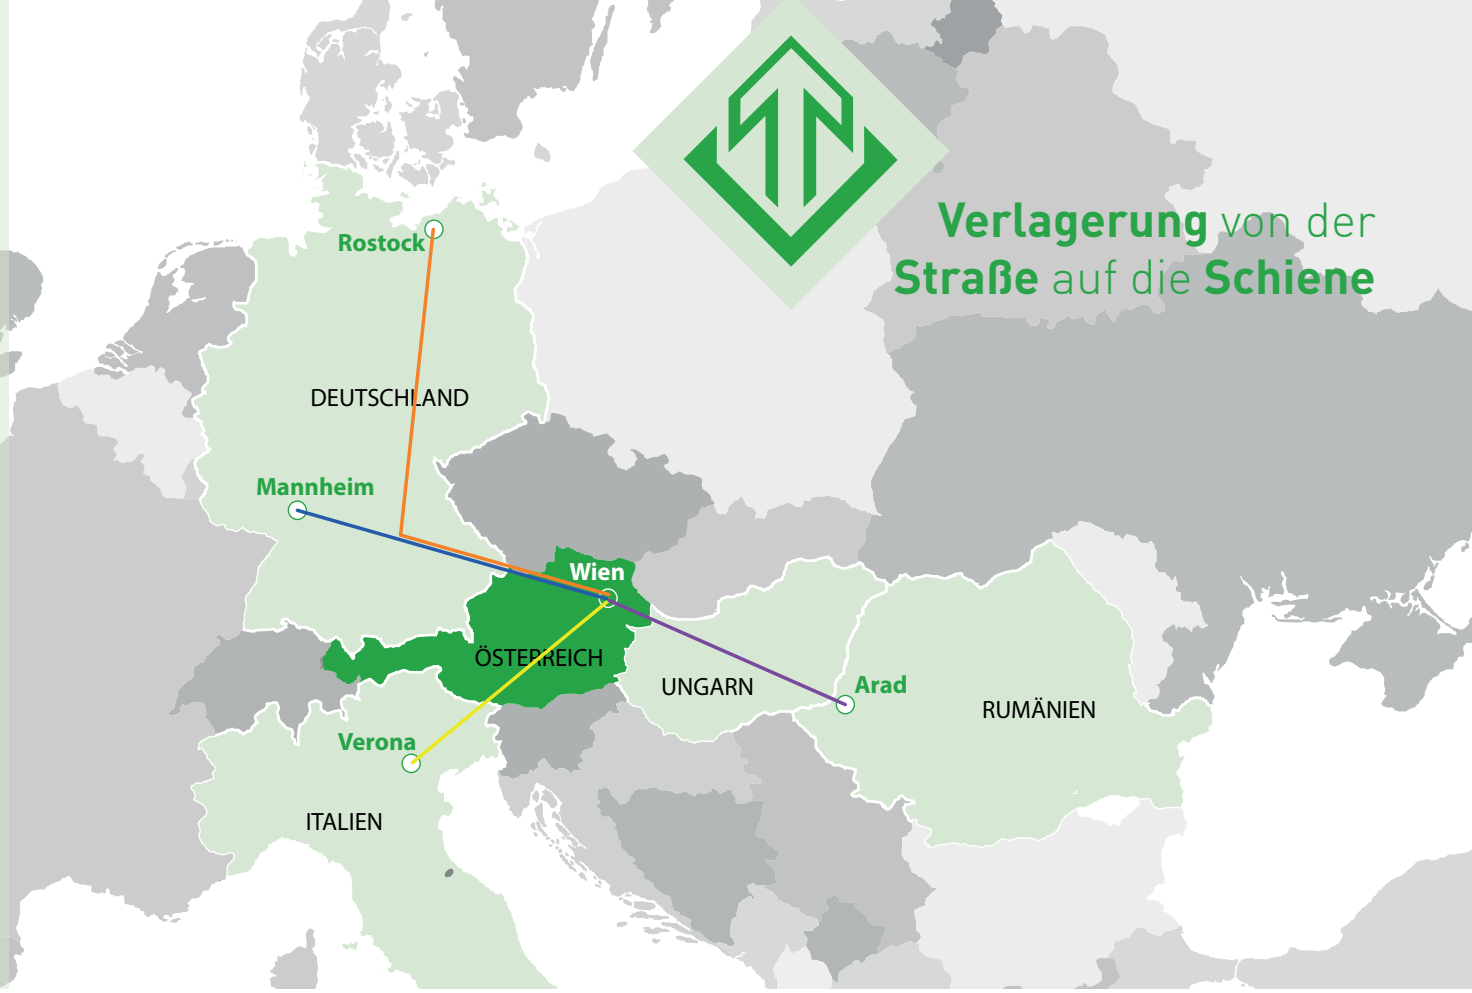 Verlagerung von der
Straße auf die Schiene
Rostock
DEUTSCHLAND
Mannheim
Wien
ÖSTERREICH
UNGARN
Arad
RUMÄNIEN
Verona
ITALIEN